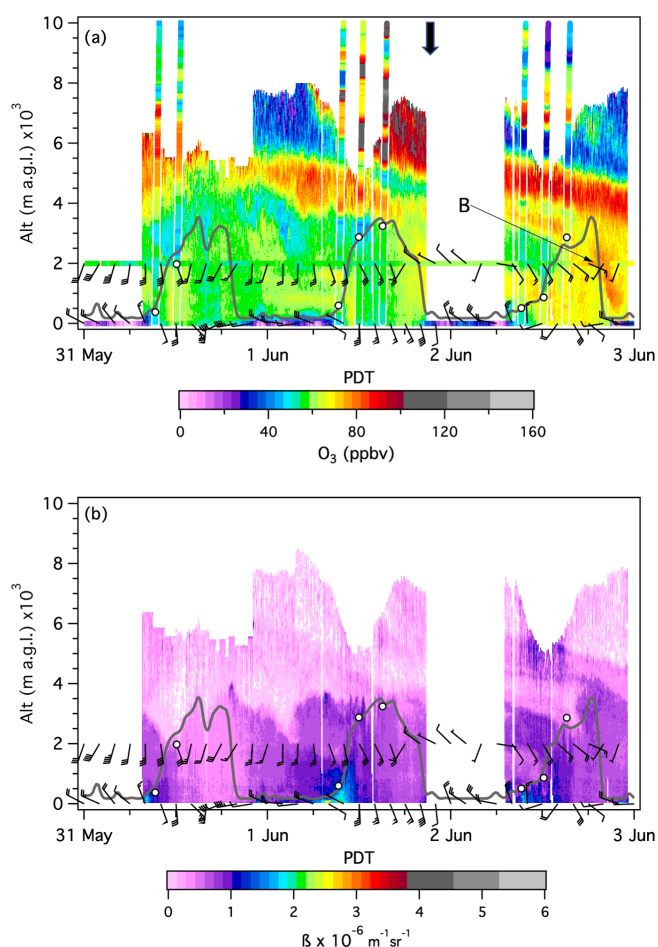 (a)
10
8
6
4
2
0
Alt (m a.g.l.) x10³
B
31 May
1 Jun
2 Jun
3 Jun
PDT
0 40 80 120 160
O₃ (ppbv)
(b)
10
8
6
4
2
0
Alt (m a.g.l.) x10³
31 May
1 Jun
2 Jun
3 Jun
PDT
0 1 2 3 4 5 6
ß x 10⁻⁶ m⁻¹sr⁻¹